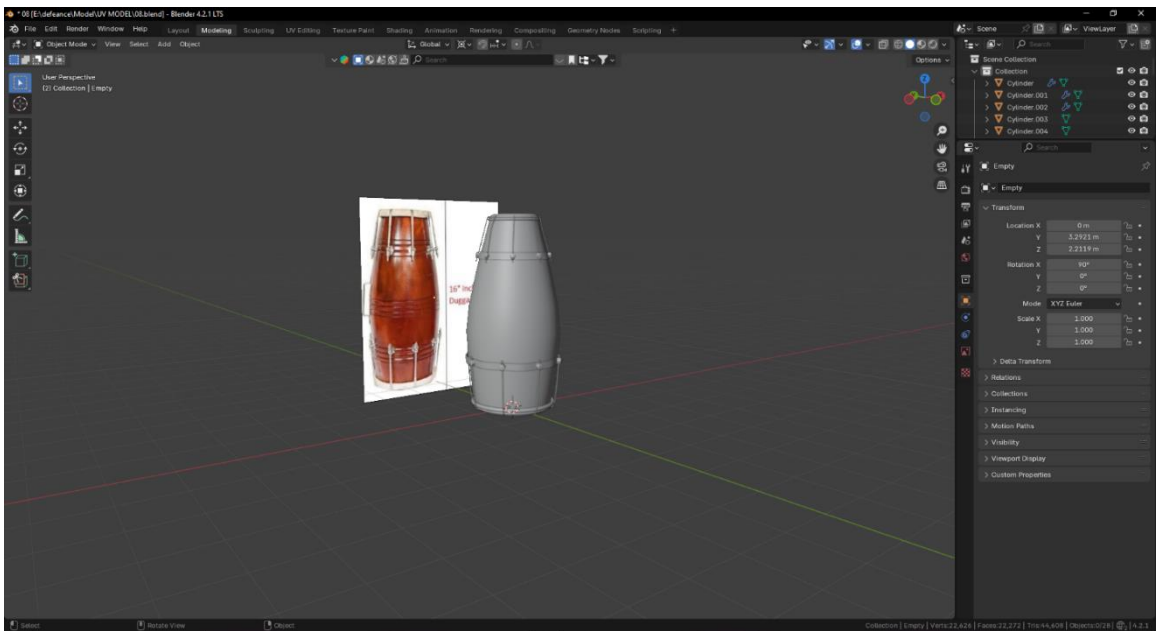 * 08 [E:\defeance\Model\UV MODEL\08.blend] - Blender 4.2.1 LTS
File Edit Render Window Help Layout Modeling Sculpting UV Editing Texture Paint Shading Animation Rendering Compositing Geometry Nodes Scripting + Scene ViewLayer
Object Mode View Select Add Object Global Search
Search Options
User Perspective
(2) Collection | Empty
16" inc
Dugga
Scene Collection
Collection
Cylinder
Cylinder.001
Cylinder.002
Cylinder.003
Cylinder.004
Search
Empty
Empty
Transform
Location X 0 m
Y 3.2921 m
Z 2.2119 m
Rotation X 90°
Y 0°
Z 0°
Mode XYZ Euler
Scale X 1.000
Y 1.000
Z 1.000
Delta Transform
Relations
Collections
Instancing
Motion Paths
Visibility
Viewport Display
Custom Properties
Select Rotate View Object Collection | Empty | Verts:22,626 | Faces:22,272 | Tris:44,608 | Objects:0/28 | 4.2.1